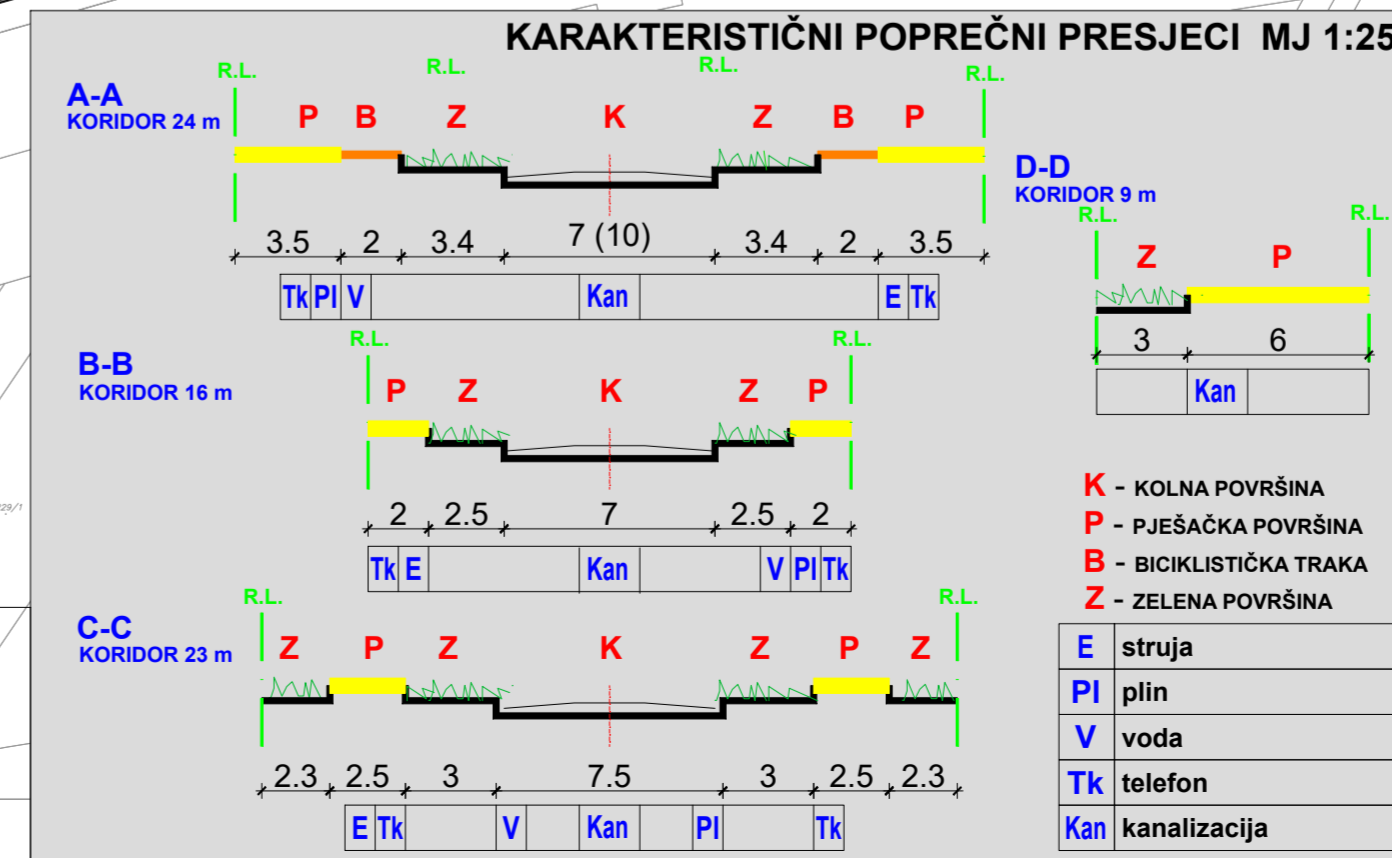 KARAKTERISTIČNI POPREČNI PRESJECI MJ 1:25
R.L. R.L. R.L. R.L.
A-A
KORIDOR 24 m
P B Z K Z B P
3.5 2 3.4 7 (10) 3.4 2 3.5
Tk Pl V Kan E Tk
D-D
KORIDOR 9 m
R.L. R.L.
Z P
3 6
Kan
R.L. R.L.
B-B
KORIDOR 16 m
P Z K Z P
2 2.5 7 2.5 2
Tk E Kan V Pl Tk
R.L. R.L.
C-C
KORIDOR 23 m
Z P Z K Z P Z
2.3 2.5 3 7.5 3 2.5 2.3
E Tk V Kan Pl Tk
K - KOLNA POVRŠINA
P - PJEŠAČKA POVRŠINA
B - BICIKLISTIČKA TRAKA
Z - ZELENA POVRŠINA
E struja
Pl plin
V voda
Tk telefon
Kan kanalizacija